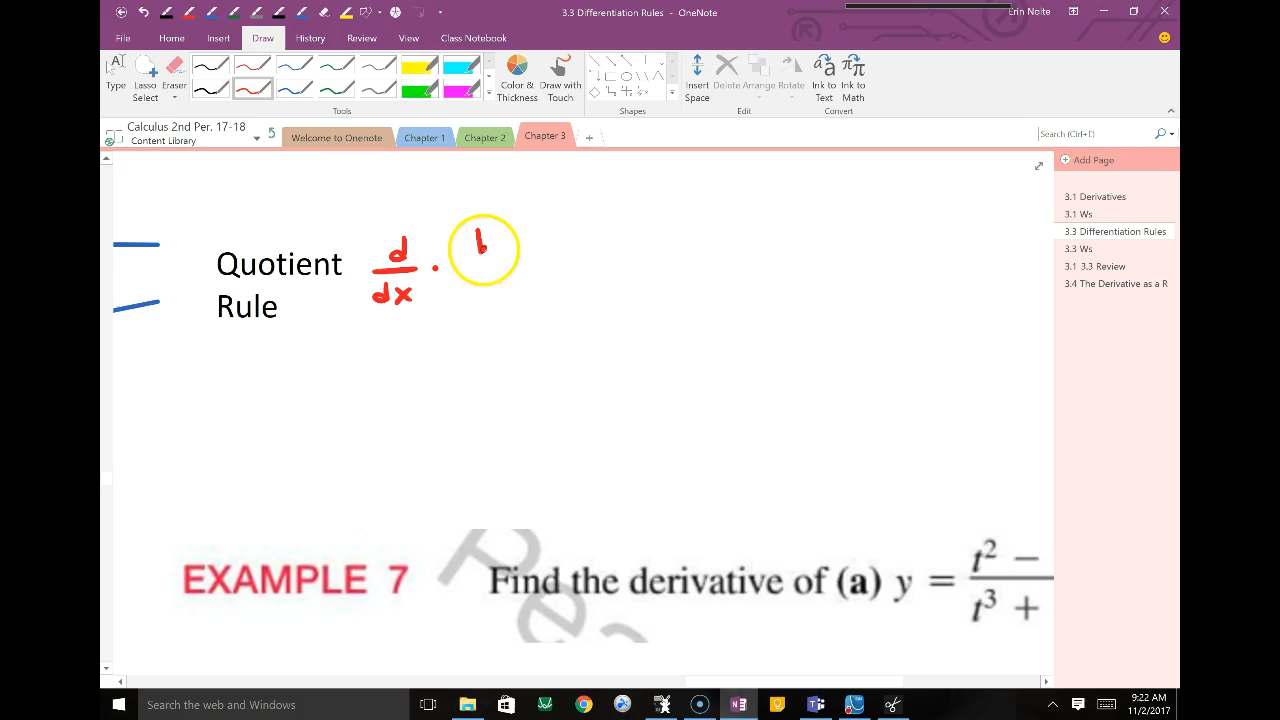 3.3 Differentiation Rules - OneNote
Erin Nolte
File Home Insert Draw History Review View Class Notebook
Type
Lasso Select
Eraser
Color & Thickness
Draw with Touch
Insert Space
Delete
Arrange
Rotate
Ink to Text
Ink to Math
Tools
Shapes
Edit
Convert
Calculus 2nd Per. 17-18
Content Library
Welcome to Onenote
Chapter 1
Chapter 2
Chapter 3
Search (Ctrl+E)
Add Page
3.1 Derivatives
3.1 Ws
3.3 Differentiation Rules
3.3 Ws
3.1 3.3 Review
3.4 The Derivative as a R
Quotient
Rule
d
dx
·
EXAMPLE 7 Find the derivative of (a) y =
t² −
t³ +
Search the web and Windows
9:22 AM
11/2/2017